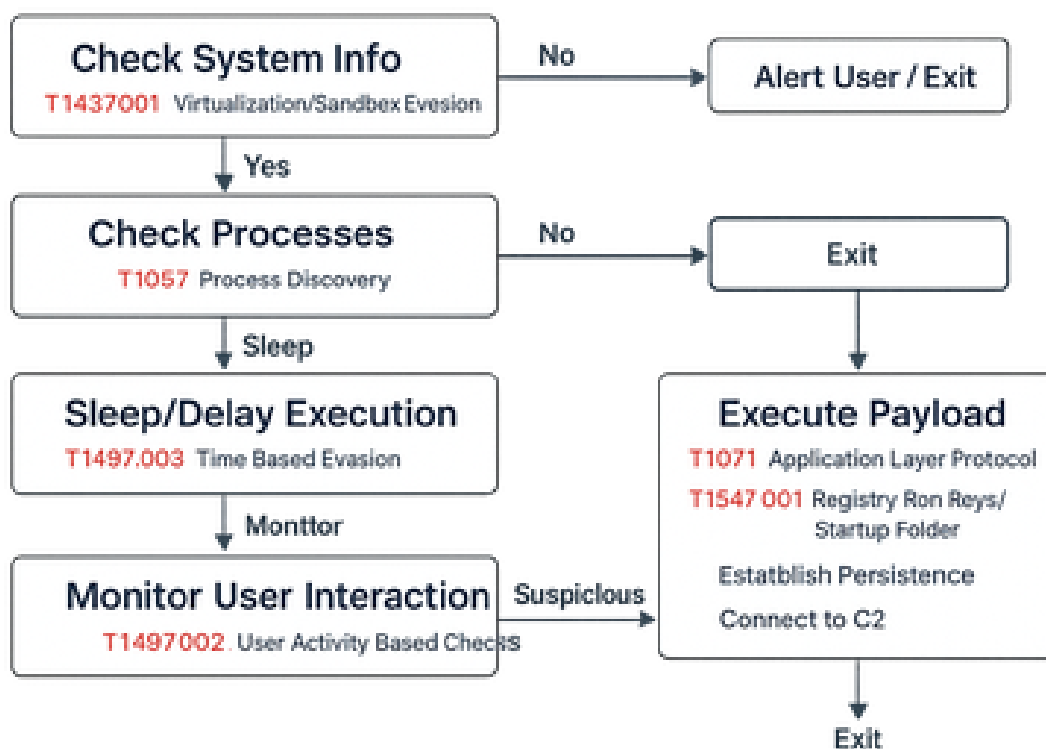 Check System Info
T1437001 Virtualization/Sandbex Evesion
No
Alert User / Exit
Yes
Check Processes
T1057 Process Discovery
No
Exit
Sleep
Sleep/Delay Execution
T1497.003 Time Based Evasion
Monttor
Monitor User Interaction
T1497002. User Activity Based Checks
Suspiclous
Execute Payload
T1071 Application Layer Protocol
T1547 001 Registry Ron Reys/
Startup Folder
Estatblish Persistence
Connect to C2
Exit